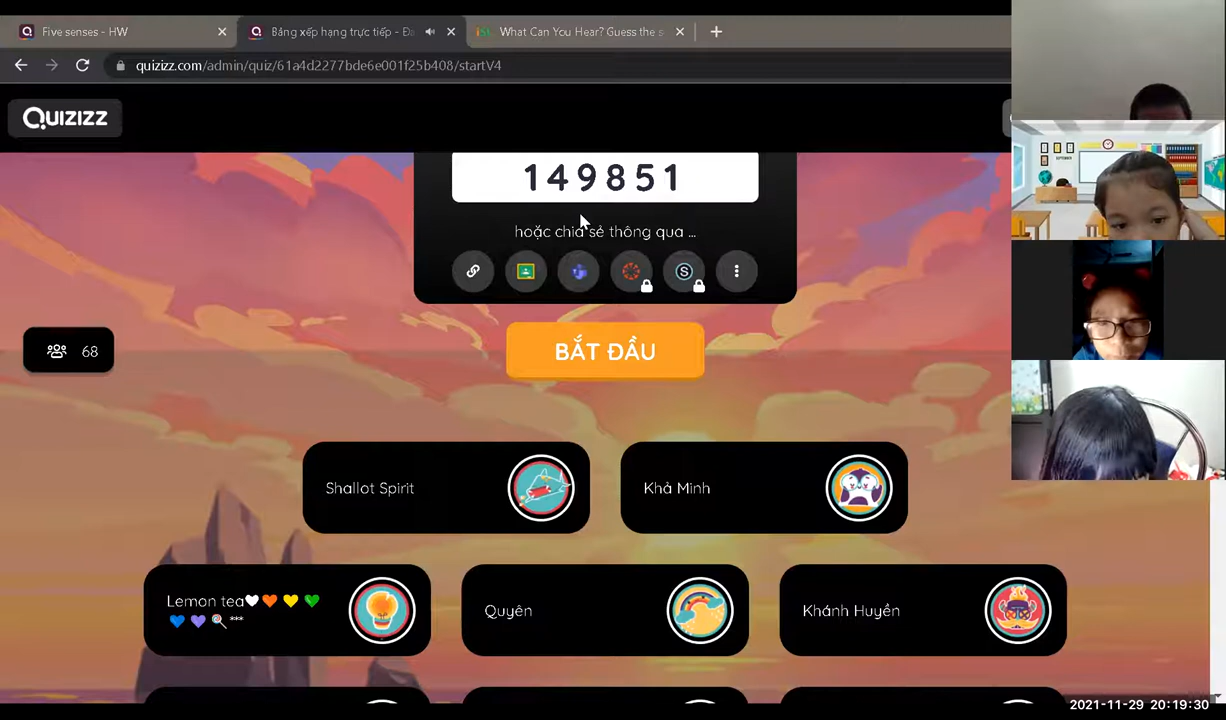 Five senses - HW
Bảng xếp hạng trực tiếp - Đa
What Can You Hear? Guess the s
quizizz.com/admin/quiz/61a4d2277bde6e001f25b408/startV4
QUIZIZZ
149851
hoặc chia sẻ thông qua ...
68
BẮT ĐẦU
Shallot Spirit
Khả Minh
Lemon tea🤍🧡💛💚
💙💜🍭***
Quyên
Khánh Huyền
2021-11-29 20:19:30